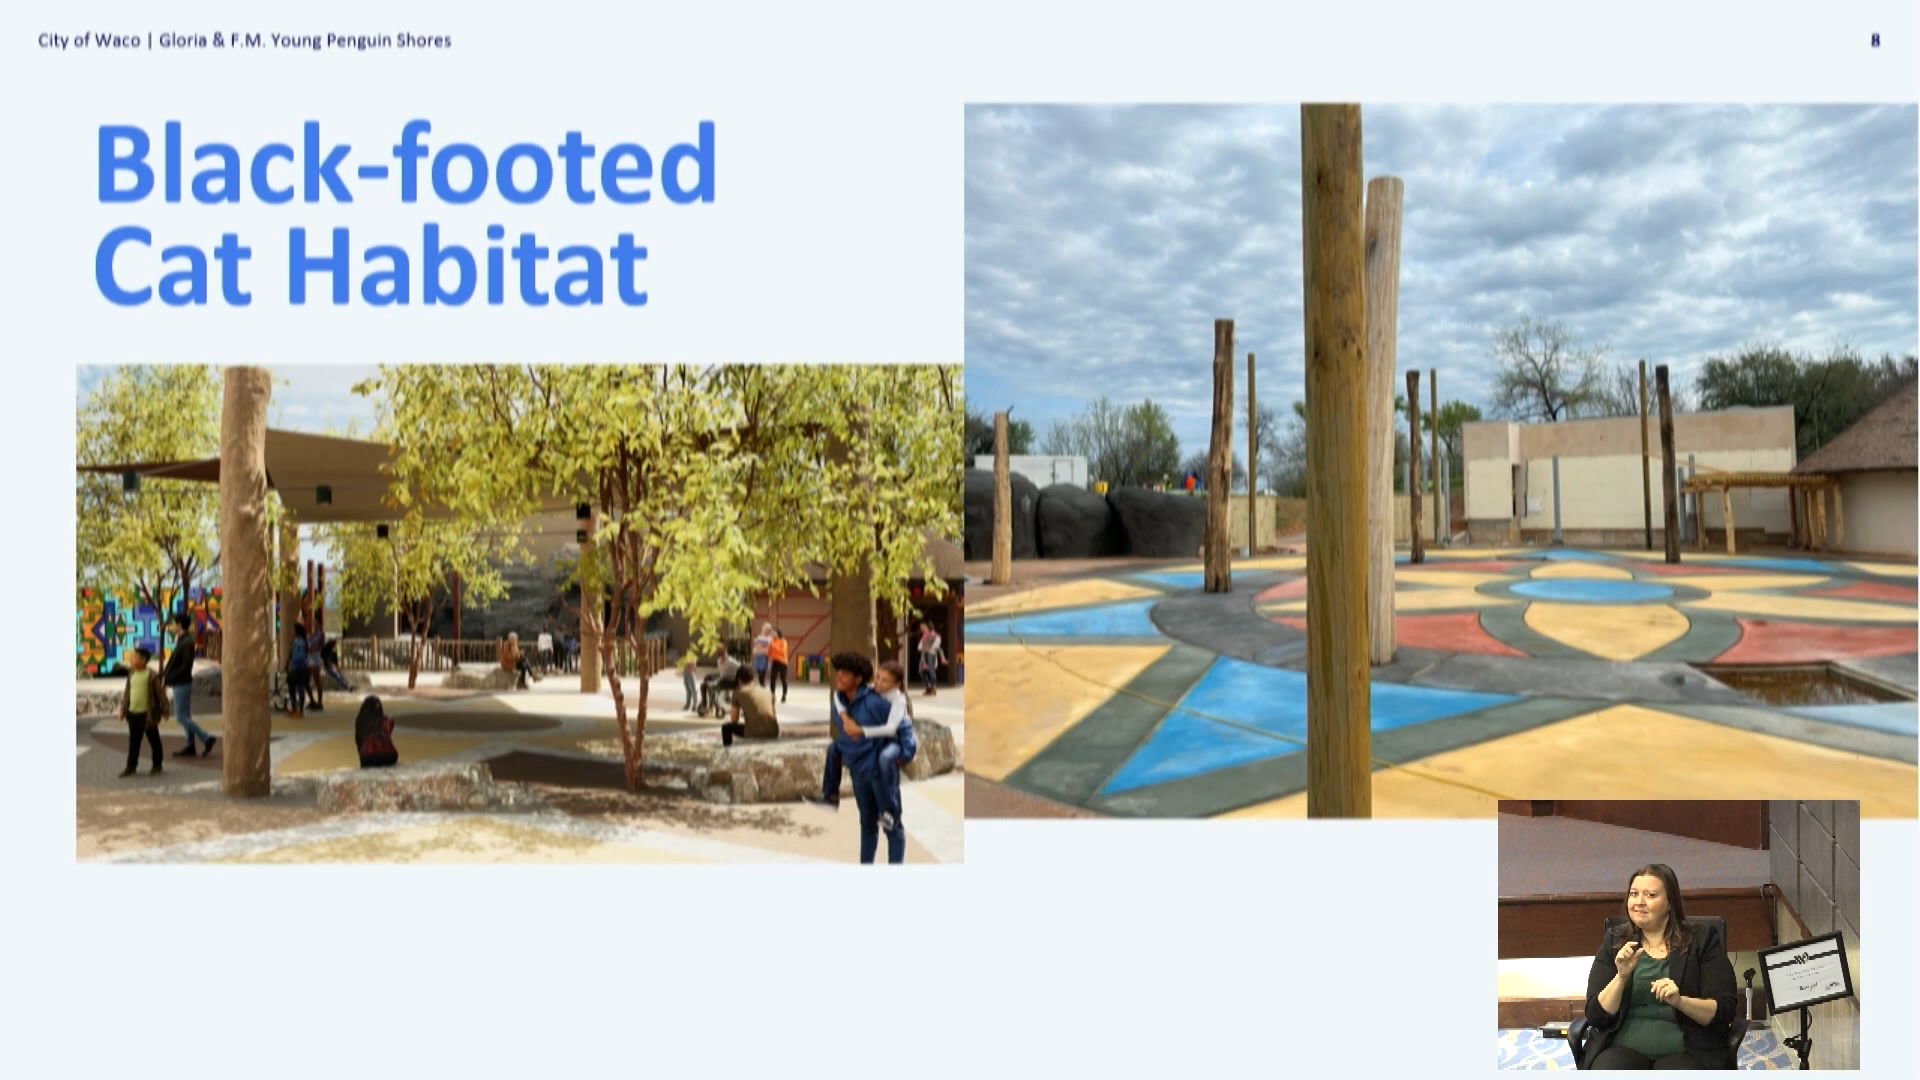 City of Waco | Gloria & F.M. Young Penguin Shores
8
Black-footed
Cat Habitat